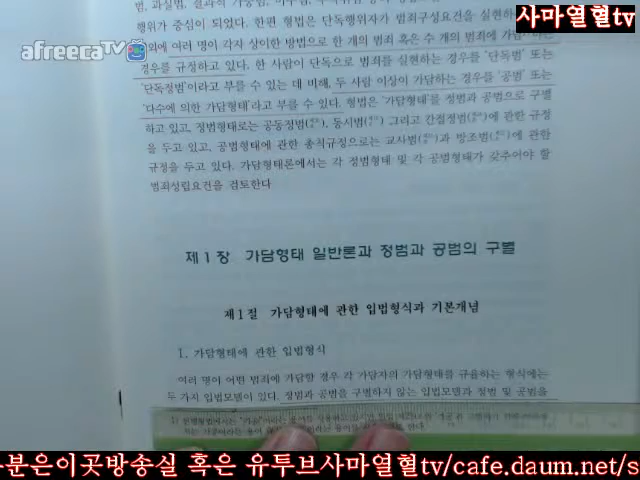 사마열혈tv
afreecaTV
범, 과실범, 결과적 가중범, 미수범,
행위가 중심이 되었다. 한편 형법은 단독행위자가 범죄구성요건을 실현하
외에 여러 명이 각자 상이한 방법으로 한 개의 범죄 혹은 수 개의 범죄에 가담
경우를 규정하고 있다. 한 사람이 단독으로 범죄를 실현하는 경우를 '단독범' 또는
'단독정범'이라고 부를 수 있는 데 비해, 두 사람 이상이 가담하는 경우를 '공범' 또는
'다수에 의한 가담형태'라고 부를 수 있다. 형법은 '가담형태'를 정범과 공범으로 구별
하고 있고, 정범형태로는 공동정범, 동시범 그리고 간접정범에 관한 규정
을 두고 있고, 공범형태에 관한 총칙규정으로는 교사범과 방조범에 관한
규정을 두고 있다. 가담형태론에서는 각 정범형태 및 각 공범형태가 갖추어야 할
범죄성립요건을 검토한다
제1장 가담형태 일반론과 정범과 공범의 구별
제1절 가담형태에 관한 입법형식과 기본개념
I. 가담형태에 관한 입법형식
여러 명이 어떤 범죄에 가담할 경우 각 가담자의 가담형태를 규율하는 형식에는
두 가지 입법모델이 있다. 정범과 공범을 구별하지 않는 입법모델과 정범 및 공범을
분은이곳방송실 혹은 유투브사마열혈tv/cafe.daum.net/s